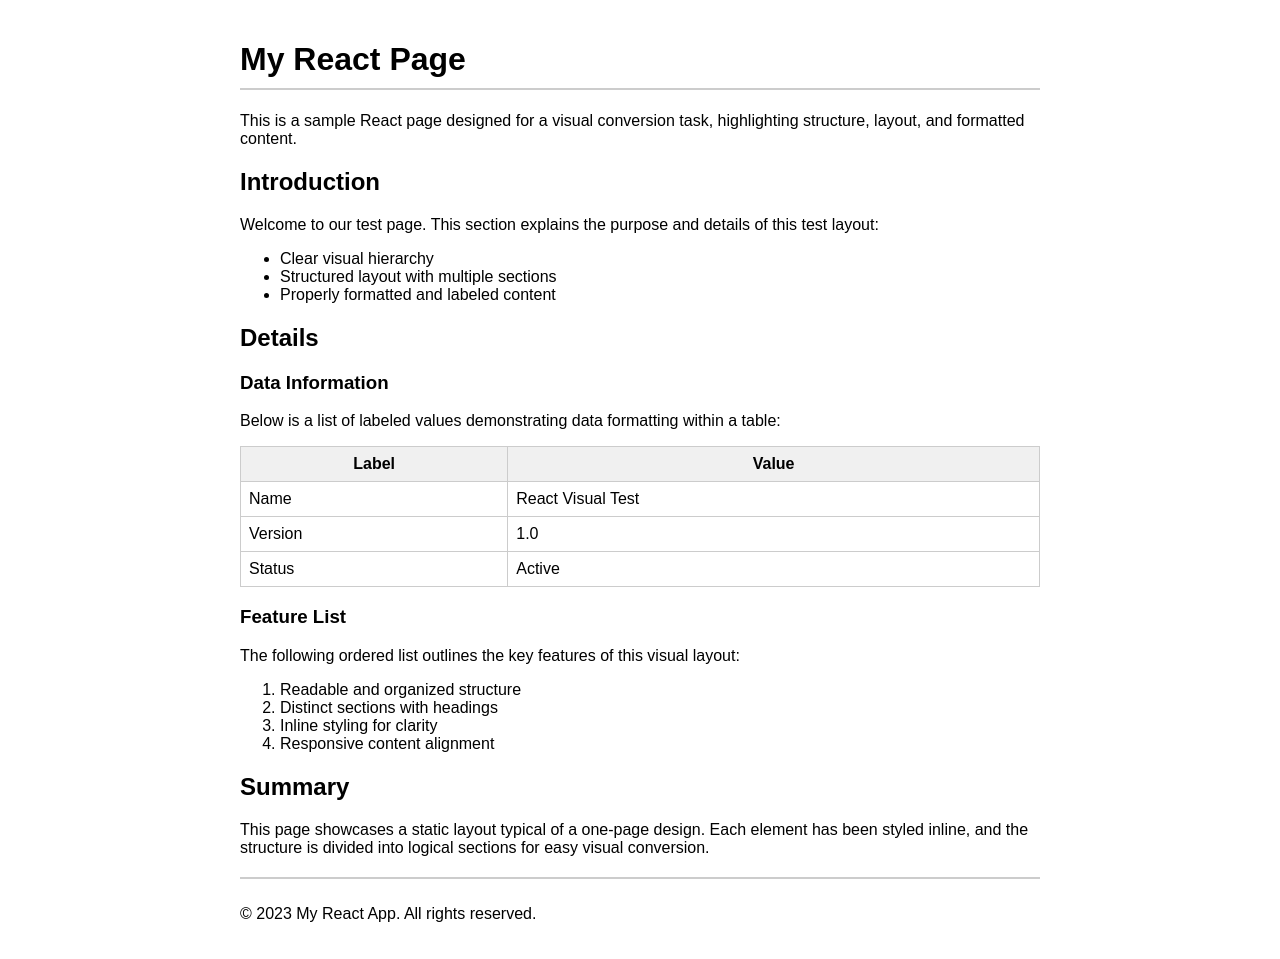 My React Page
This is a sample React page designed for a visual conversion task, highlighting structure, layout, and formatted
content.
Introduction
Welcome to our test page. This section explains the purpose and details of this test layout:
• Clear visual hierarchy
• Structured layout with multiple sections
• Properly formatted and labeled content
Details
Data Information
Below is a list of labeled values demonstrating data formatting within a table:
Label Value
Name React Visual Test
Version 1.0
Status Active
Feature List
The following ordered list outlines the key features of this visual layout:
1. Readable and organized structure
2. Distinct sections with headings
3. Inline styling for clarity
4. Responsive content alignment
Summary
This page showcases a static layout typical of a one-page design. Each element has been styled inline, and the
structure is divided into logical sections for easy visual conversion.
© 2023 My React App. All rights reserved.